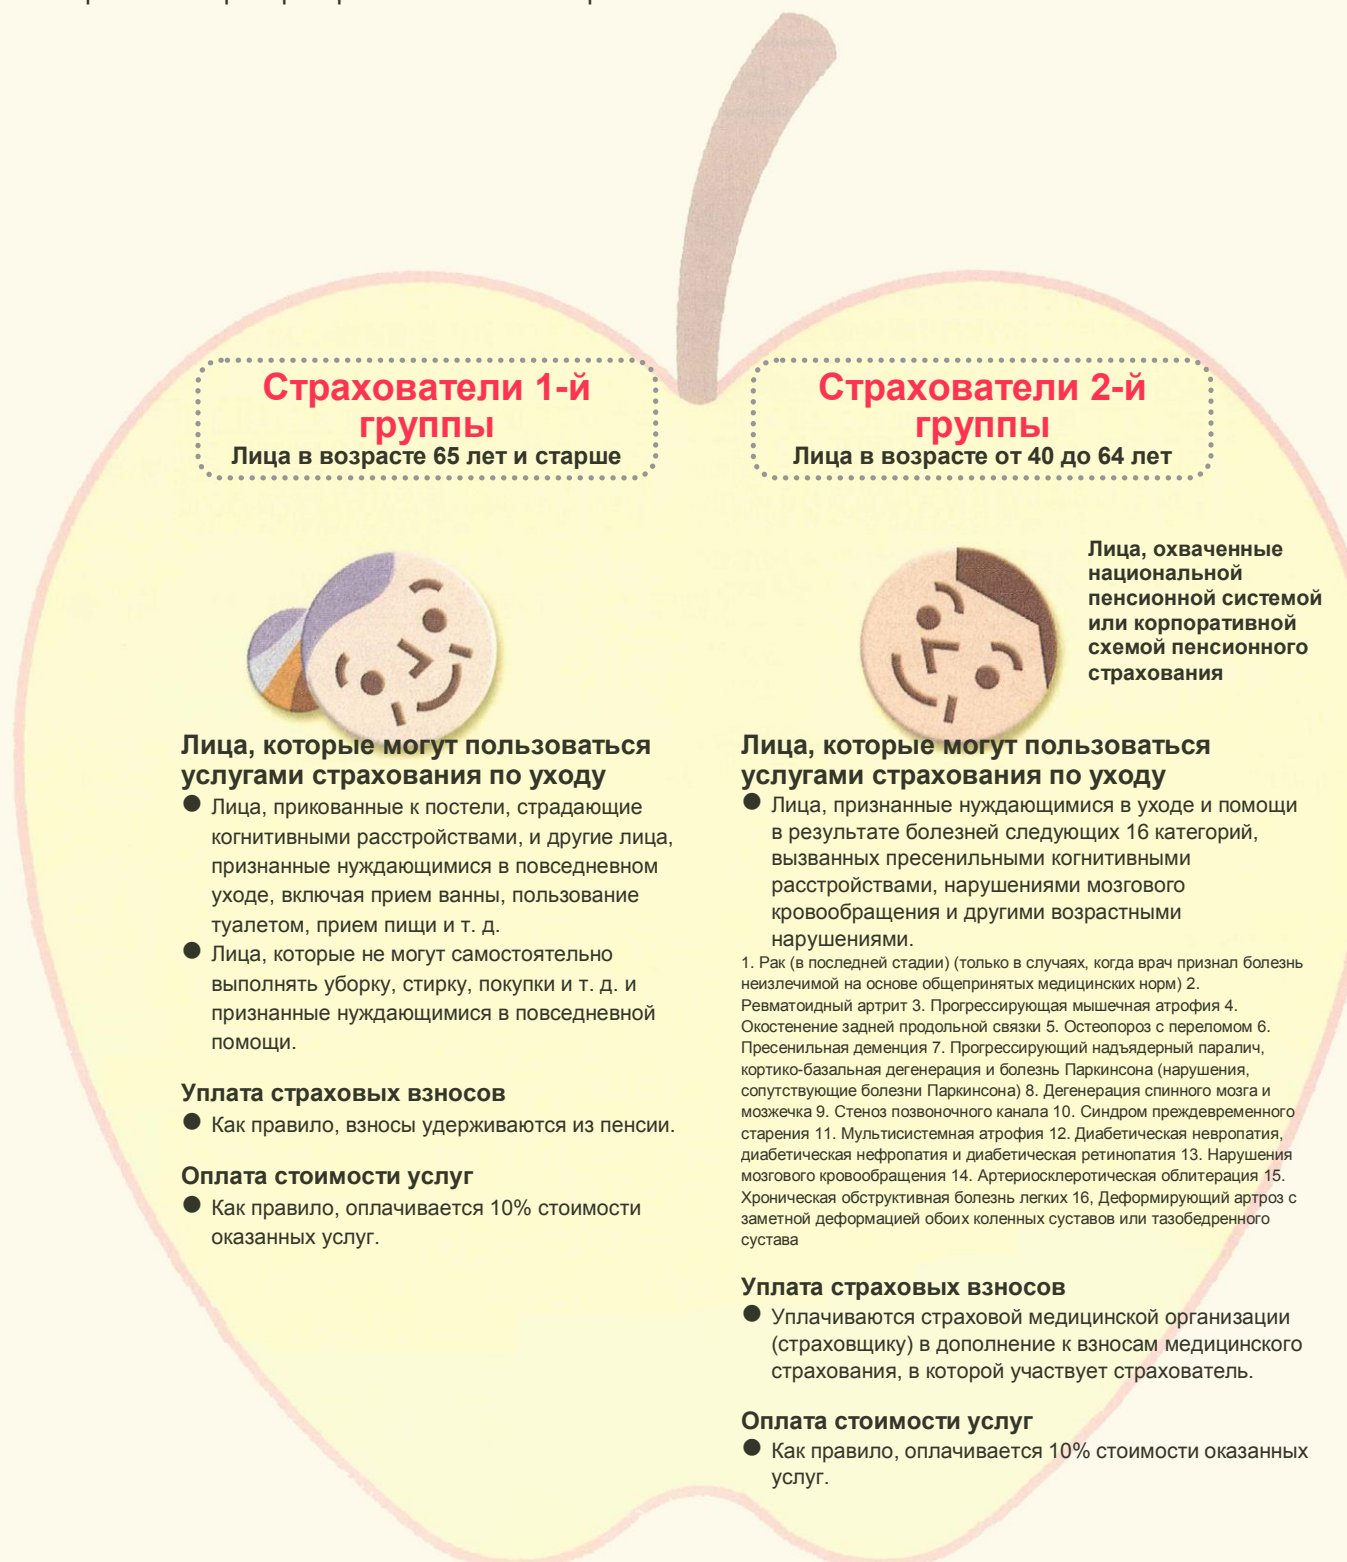 Страхователи 1-й
группы
Лица в возрасте 65 лет и старше
Лица, которые могут пользоваться
услугами страхования по уходу
● Лица, прикованные к постели, страдающие
когнитивными расстройствами, и другие лица,
признанные нуждающимися в повседневном
уходе, включая прием ванны, пользование
туалетом, прием пищи и т. д.
● Лица, которые не могут самостоятельно
выполнять уборку, стирку, покупки и т. д. и
признанные нуждающимися в повседневной
помощи.
Уплата страховых взносов
● Как правило, взносы удерживаются из пенсии.
Оплата стоимости услуг
● Как правило, оплачивается 10% стоимости
оказанных услуг.
Страхователи 2-й
группы
Лица в возрасте от 40 до 64 лет
Лица, охваченные
национальной
пенсионной системой
или корпоративной
схемой пенсионного
страхования
Лица, которые могут пользоваться
услугами страхования по уходу
● Лица, признанные нуждающимися в уходе и помощи
в результате болезней следующих 16 категорий,
вызванных пресенильными когнитивными
расстройствами, нарушениями мозгового
кровообращения и другими возрастными
нарушениями.
1. Рак (в последней стадии) (только в случаях, когда врач признал болезнь
неизлечимой на основе общепринятых медицинских норм) 2.
Ревматоидный артрит 3. Прогрессирующая мышечная атрофия 4.
Окостенение задней продольной связки 5. Остеопороз с переломом 6.
Пресенильная деменция 7. Прогрессирующий надъядерный паралич,
кортико-базальная дегенерация и болезнь Паркинсона (нарушения,
сопутствующие болезни Паркинсона) 8. Дегенерация спинного мозга и
мозжечка 9. Стеноз позвоночного канала 10. Синдром преждевременного
старения 11. Мультисистемная атрофия 12. Диабетическая невропатия,
диабетическая нефропатия и диабетическая ретинопатия 13. Нарушения
мозгового кровообращения 14. Артериосклеротическая облитерация 15.
Хроническая обструктивная болезнь легких 16, Деформирующий артроз с
заметной деформацией обоих коленных суставов или тазобедренного
сустава
Уплата страховых взносов
● Уплачиваются страховой медицинской организации
(страховщику) в дополнение к взносам медицинского
страхования, в которой участвует страхователь.
Оплата стоимости услуг
● Как правило, оплачивается 10% стоимости оказанных
услуг.